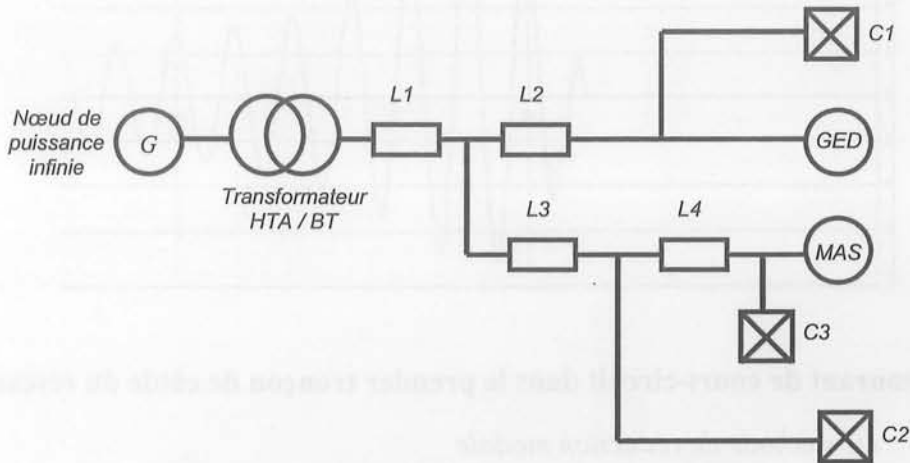 C1
L1
L2
Nœud de
puissance
infinie
G
GED
Transformateur
HTA / BT
L3
L4
MAS
C3
C2